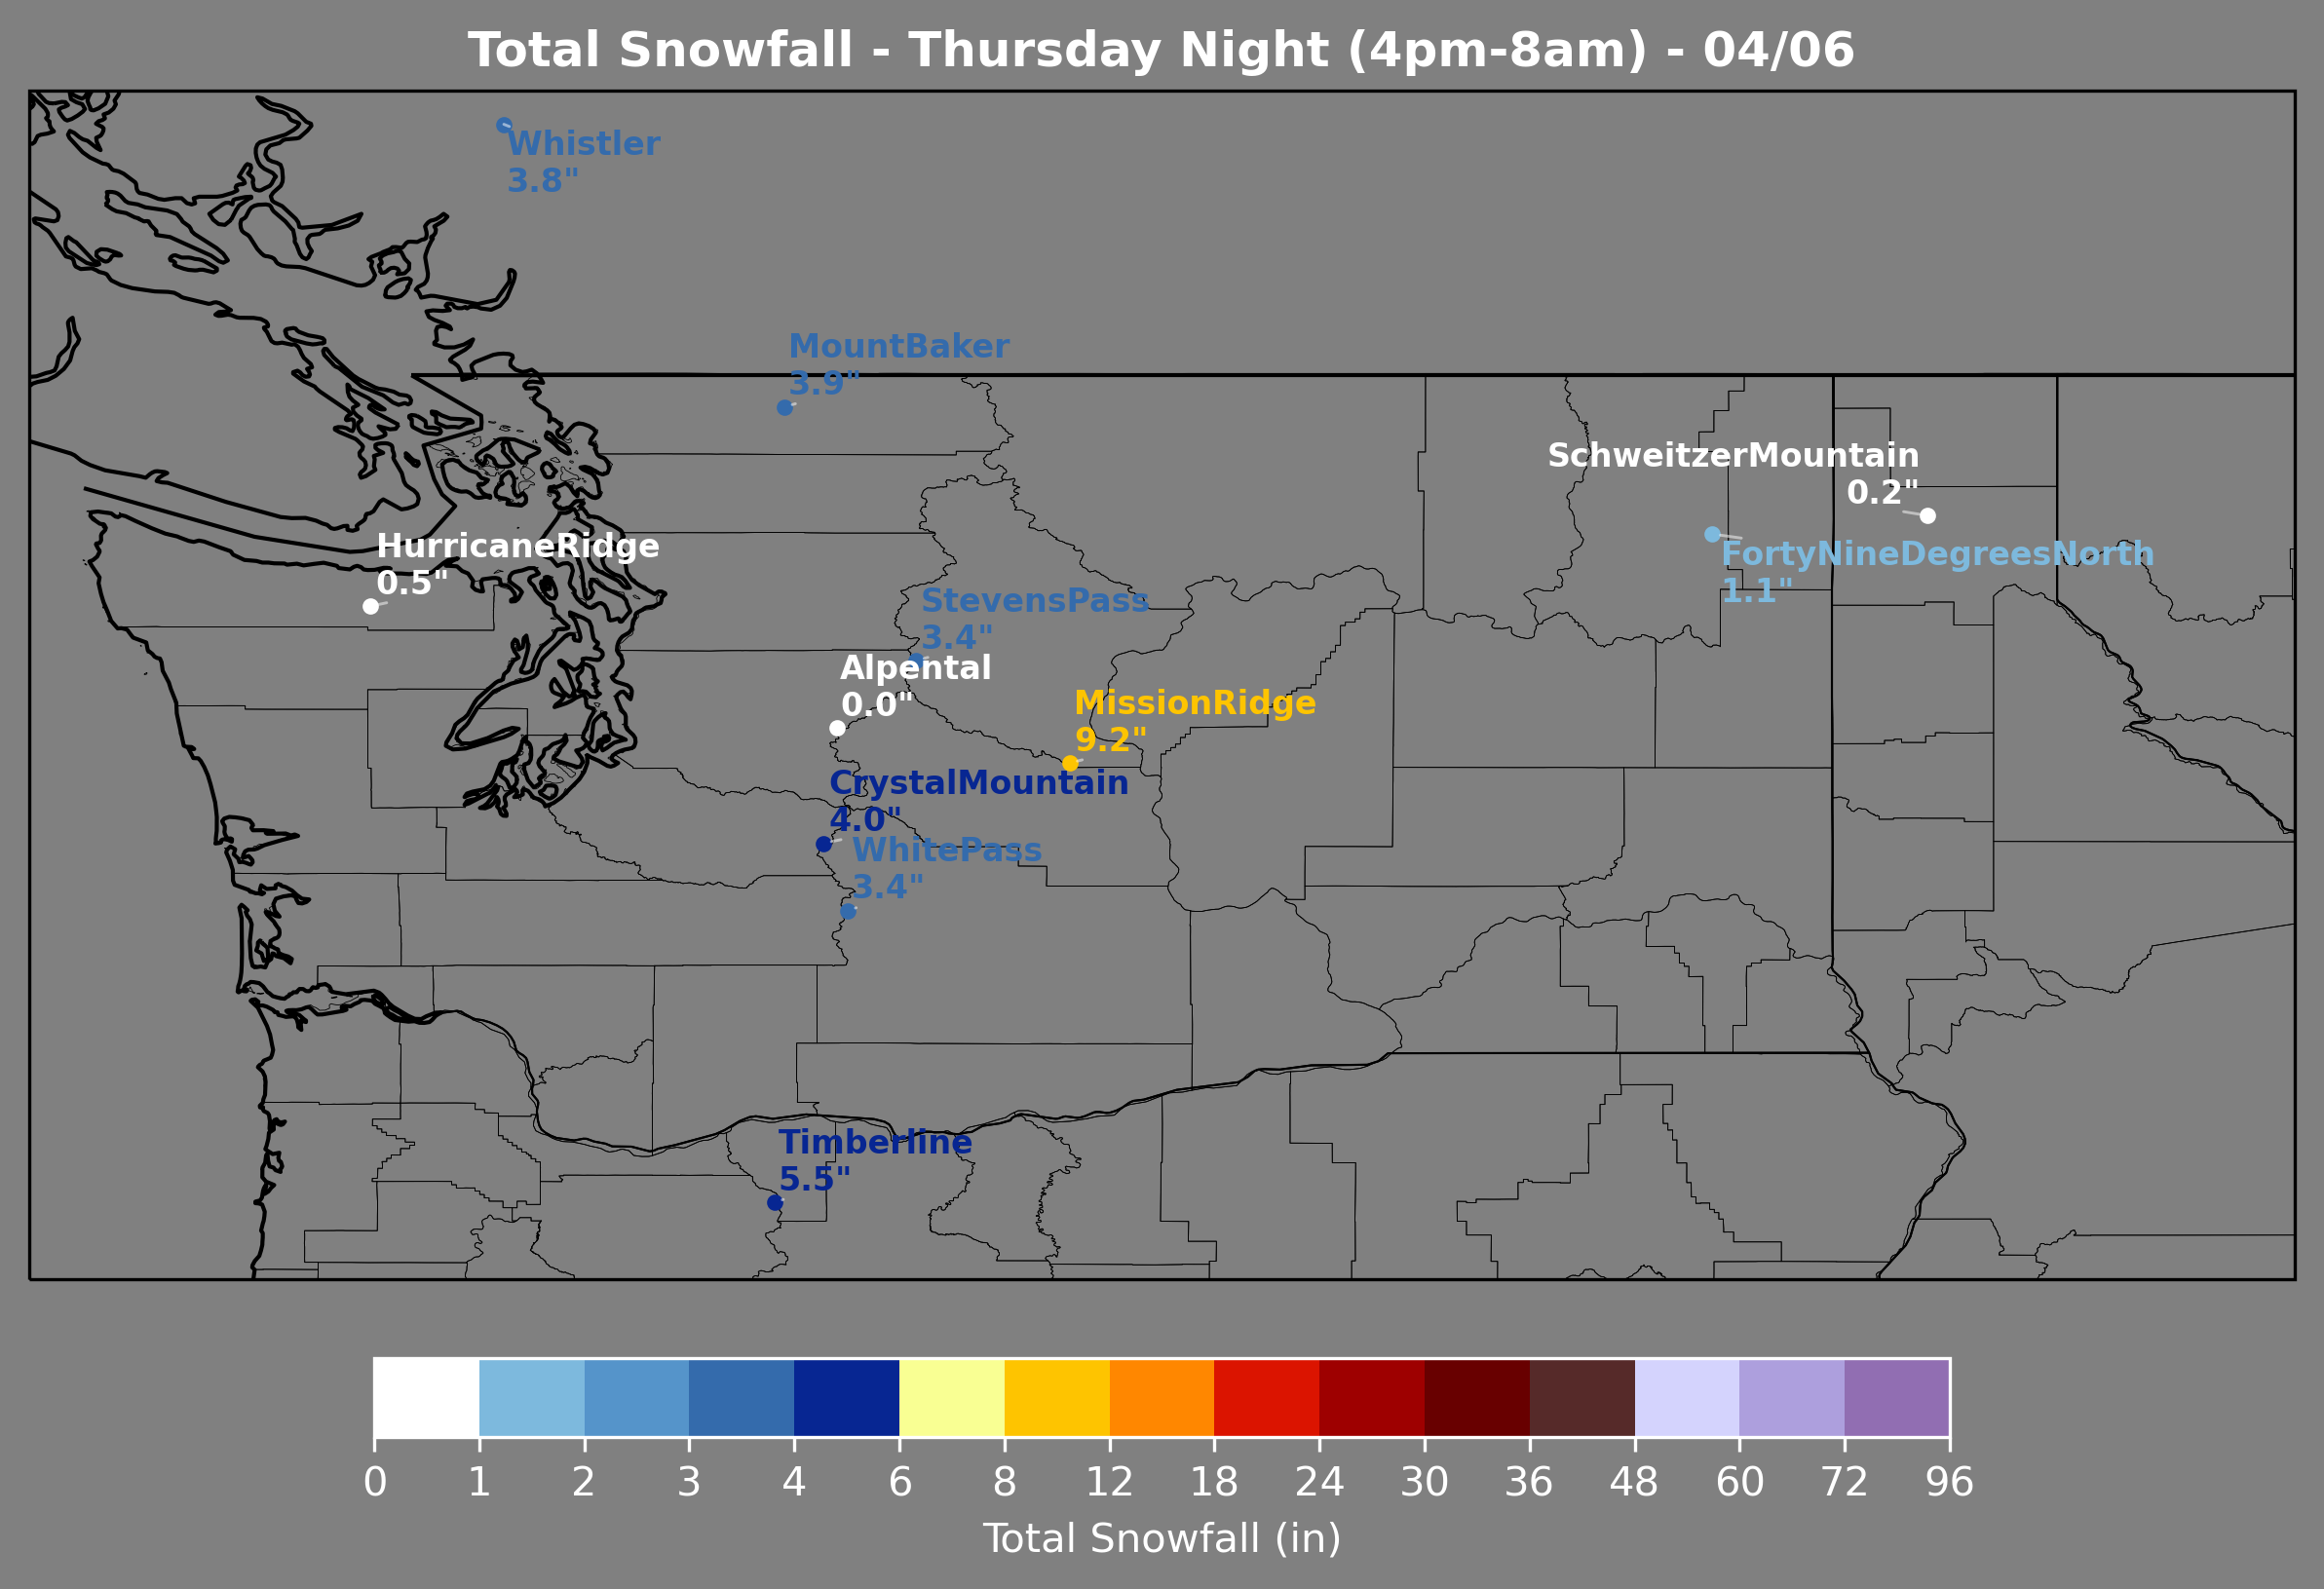 Total Snowfall - Thursday Night (4pm-8am) - 04/06
Whistler
3.8"
MountBaker
3.9"
SchweitzerMountain
0.2"
HurricaneRidge
0.5"
FortyNineDegreesNorth
1.1"
StevensPass
3.4"
Alpental
0.0"
MissionRidge
9.2"
CrystalMountain
4.0"
WhitePass
3.4"
Timberline
5.5"
0 1 2 3 4 6 8 12 18 24 30 36 48 60 72 96
Total Snowfall (in)